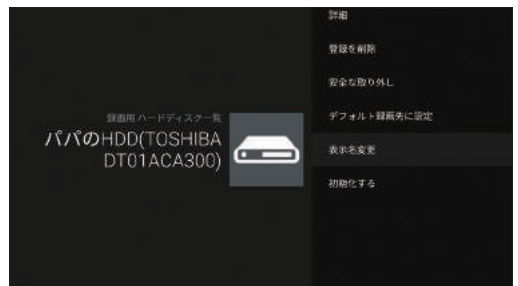 録画用 ハードディスク一覧
パパのHDD(TOSHIBA
DT01ACA300)
詳細
登録を削除
安全な取り外し
デフォルト録画先に設定
表示名変更
初期化する